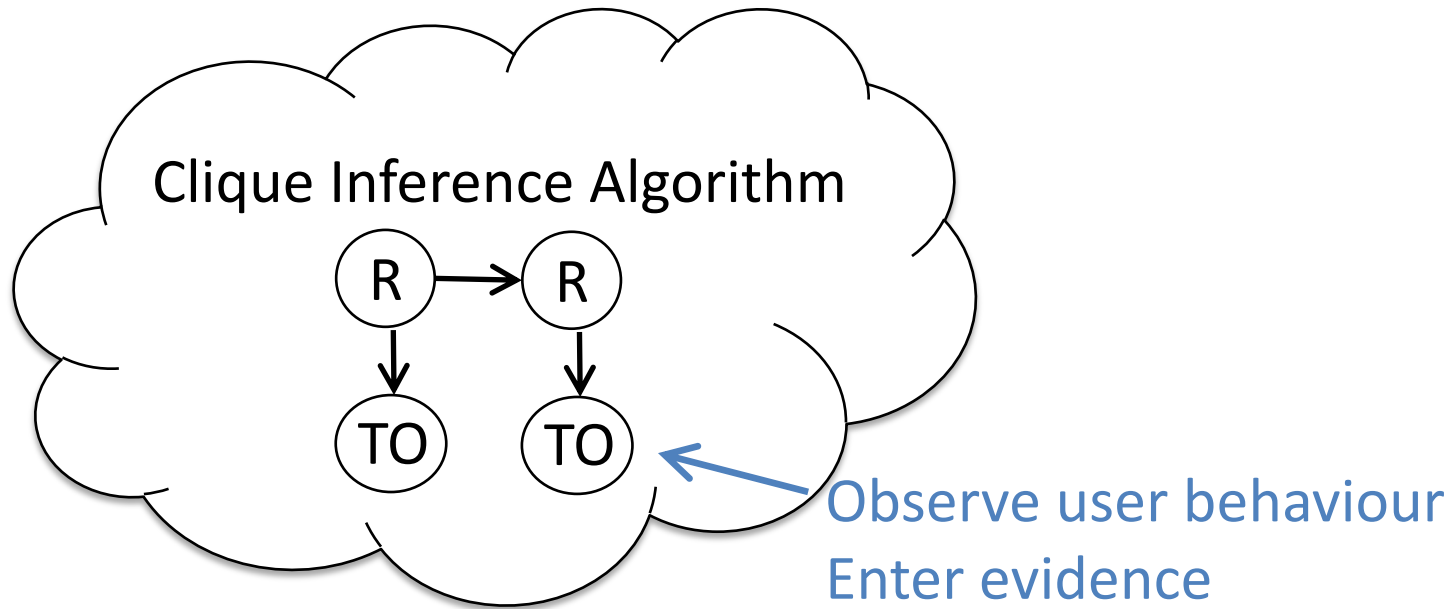 Clique Inference Algorithm
R R
TO TO
Observe user behaviour
Enter evidence